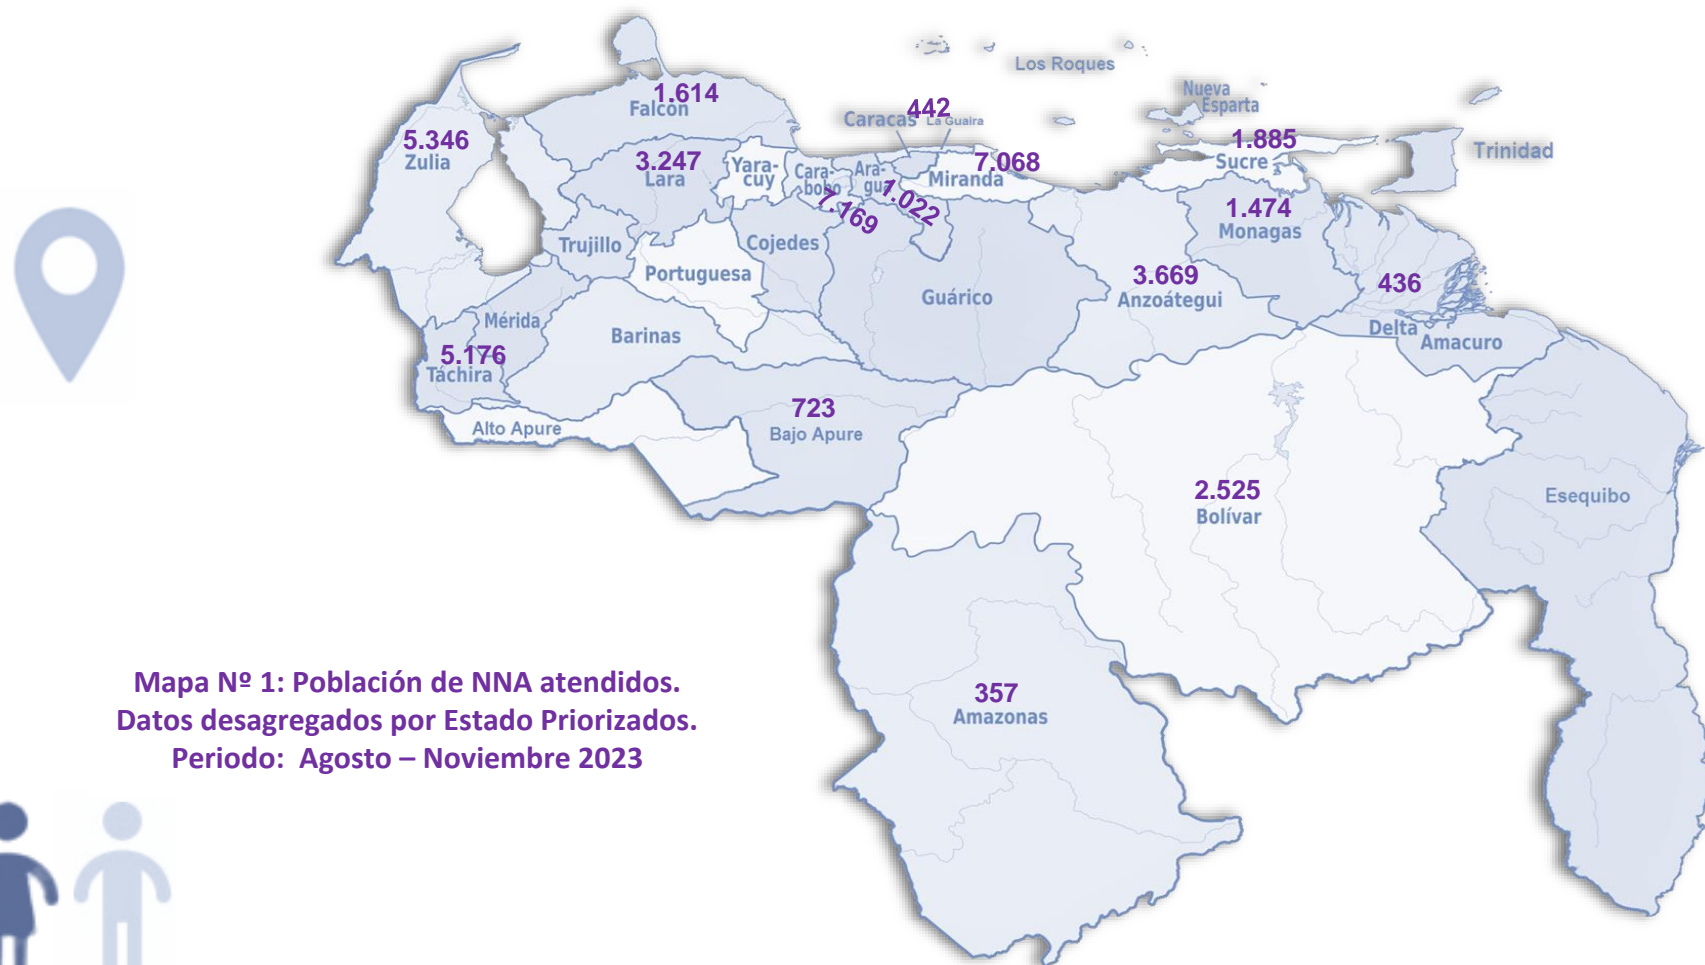 Los Roques
Nueva
Esparta
1.614
Falcón
442
Caracas
La Guaira
5.346
Zulia
1.885
Sucre
Trinidad
3.247
Lara
Yara-
cuy
Cara-
bobo
Ara-
gua
7.068
Miranda
7.169
1.022
1.474
Monagas
Trujillo
Cojedes
Portuguesa
3.669
Anzoátegui
436
Guárico
Mérida
Barinas
Delta
Amacuro
5.176
Táchira
723
Bajo Apure
Alto Apure
2.525
Bolívar
Esequibo
357
Amazonas
Mapa Nº 1: Población de NNA atendidos.
Datos desagregados por Estado Priorizados.
Periodo: Agosto – Noviembre 2023